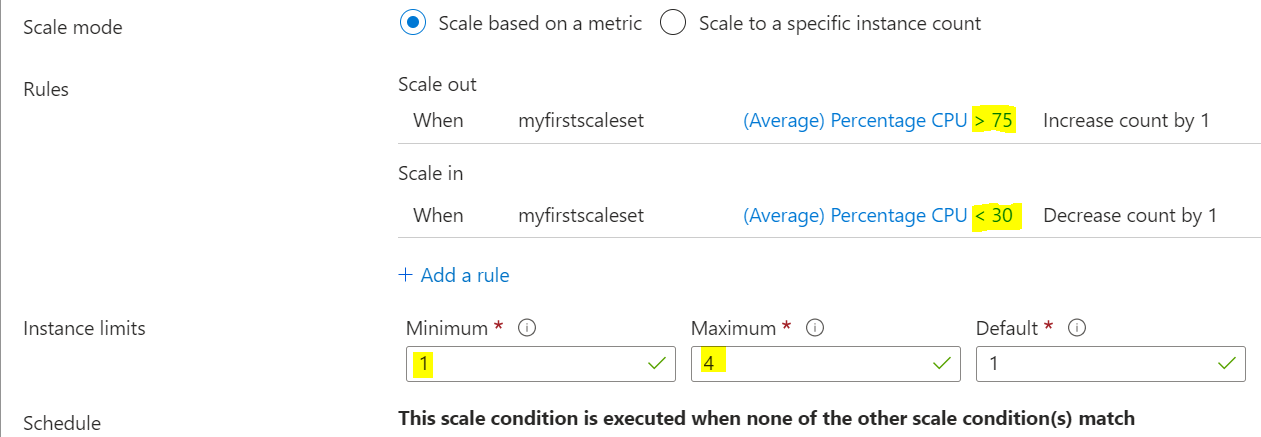 Scale mode
Scale based on a metric
Scale to a specific instance count
Rules
Scale out
When myfirstscaleset (Average) Percentage CPU > 75 Increase count by 1
Scale in
When myfirstscaleset (Average) Percentage CPU < 30 Decrease count by 1
+ Add a rule
Instance limits
Minimum * Maximum * Default *
1 4 1
Schedule
This scale condition is executed when none of the other scale condition(s) match